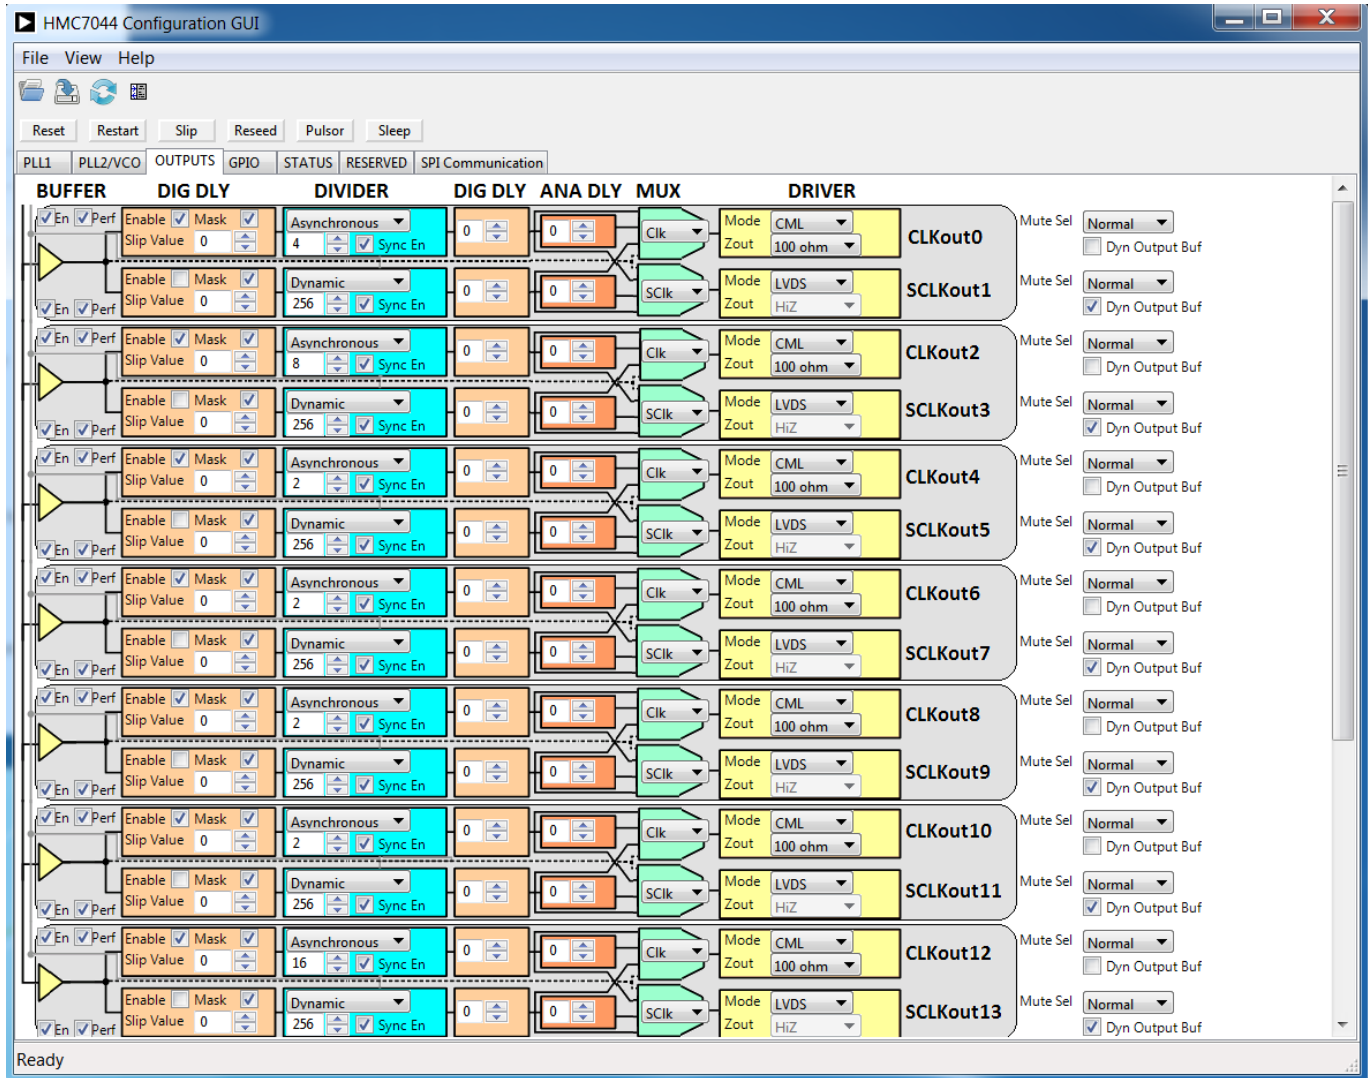 HMC7044 Configuration GUI
File View Help
Reset Restart Slip Reseed Pulsor Sleep
PLL1 PLL2/VCO OUTPUTS GPIO STATUS RESERVED SPI Communication
BUFFER DIG DLY DIVIDER DIG DLY ANA DLY MUX DRIVER
En Perf Enable Mask Asynchronous 0 0 Clk Mode CML CLKout0 Mute Sel Normal
Slip Value 0 4 Sync En Zout 100 ohm Dyn Output Buf
Enable Mask Dynamic 0 0 SClk Mode LVDS SCLKout1 Mute Sel Normal
En Perf Slip Value 0 256 Sync En Zout HiZ Dyn Output Buf
En Perf Enable Mask Asynchronous 0 0 Clk Mode CML CLKout2 Mute Sel Normal
Slip Value 0 8 Sync En Zout 100 ohm Dyn Output Buf
Enable Mask Dynamic 0 0 SClk Mode LVDS SCLKout3 Mute Sel Normal
En Perf Slip Value 0 256 Sync En Zout HiZ Dyn Output Buf
En Perf Enable Mask Asynchronous 0 0 Clk Mode CML CLKout4 Mute Sel Normal
Slip Value 0 2 Sync En Zout 100 ohm Dyn Output Buf
Enable Mask Dynamic 0 0 SClk Mode LVDS SCLKout5 Mute Sel Normal
En Perf Slip Value 0 256 Sync En Zout HiZ Dyn Output Buf
En Perf Enable Mask Asynchronous 0 0 Clk Mode CML CLKout6 Mute Sel Normal
Slip Value 0 2 Sync En Zout 100 ohm Dyn Output Buf
Enable Mask Dynamic 0 0 SClk Mode LVDS SCLKout7 Mute Sel Normal
En Perf Slip Value 0 256 Sync En Zout HiZ Dyn Output Buf
En Perf Enable Mask Asynchronous 0 0 Clk Mode CML CLKout8 Mute Sel Normal
Slip Value 0 2 Sync En Zout 100 ohm Dyn Output Buf
Enable Mask Dynamic 0 0 SClk Mode LVDS SCLKout9 Mute Sel Normal
En Perf Slip Value 0 256 Sync En Zout HiZ Dyn Output Buf
En Perf Enable Mask Asynchronous 0 0 Clk Mode CML CLKout10 Mute Sel Normal
Slip Value 0 2 Sync En Zout 100 ohm Dyn Output Buf
Enable Mask Dynamic 0 0 SClk Mode LVDS SCLKout11 Mute Sel Normal
En Perf Slip Value 0 256 Sync En Zout HiZ Dyn Output Buf
En Perf Enable Mask Asynchronous 0 0 Clk Mode CML CLKout12 Mute Sel Normal
Slip Value 0 16 Sync En Zout 100 ohm Dyn Output Buf
Enable Mask Dynamic 0 0 SClk Mode LVDS SCLKout13 Mute Sel Normal
En Perf Slip Value 0 256 Sync En Zout HiZ Dyn Output Buf
Ready